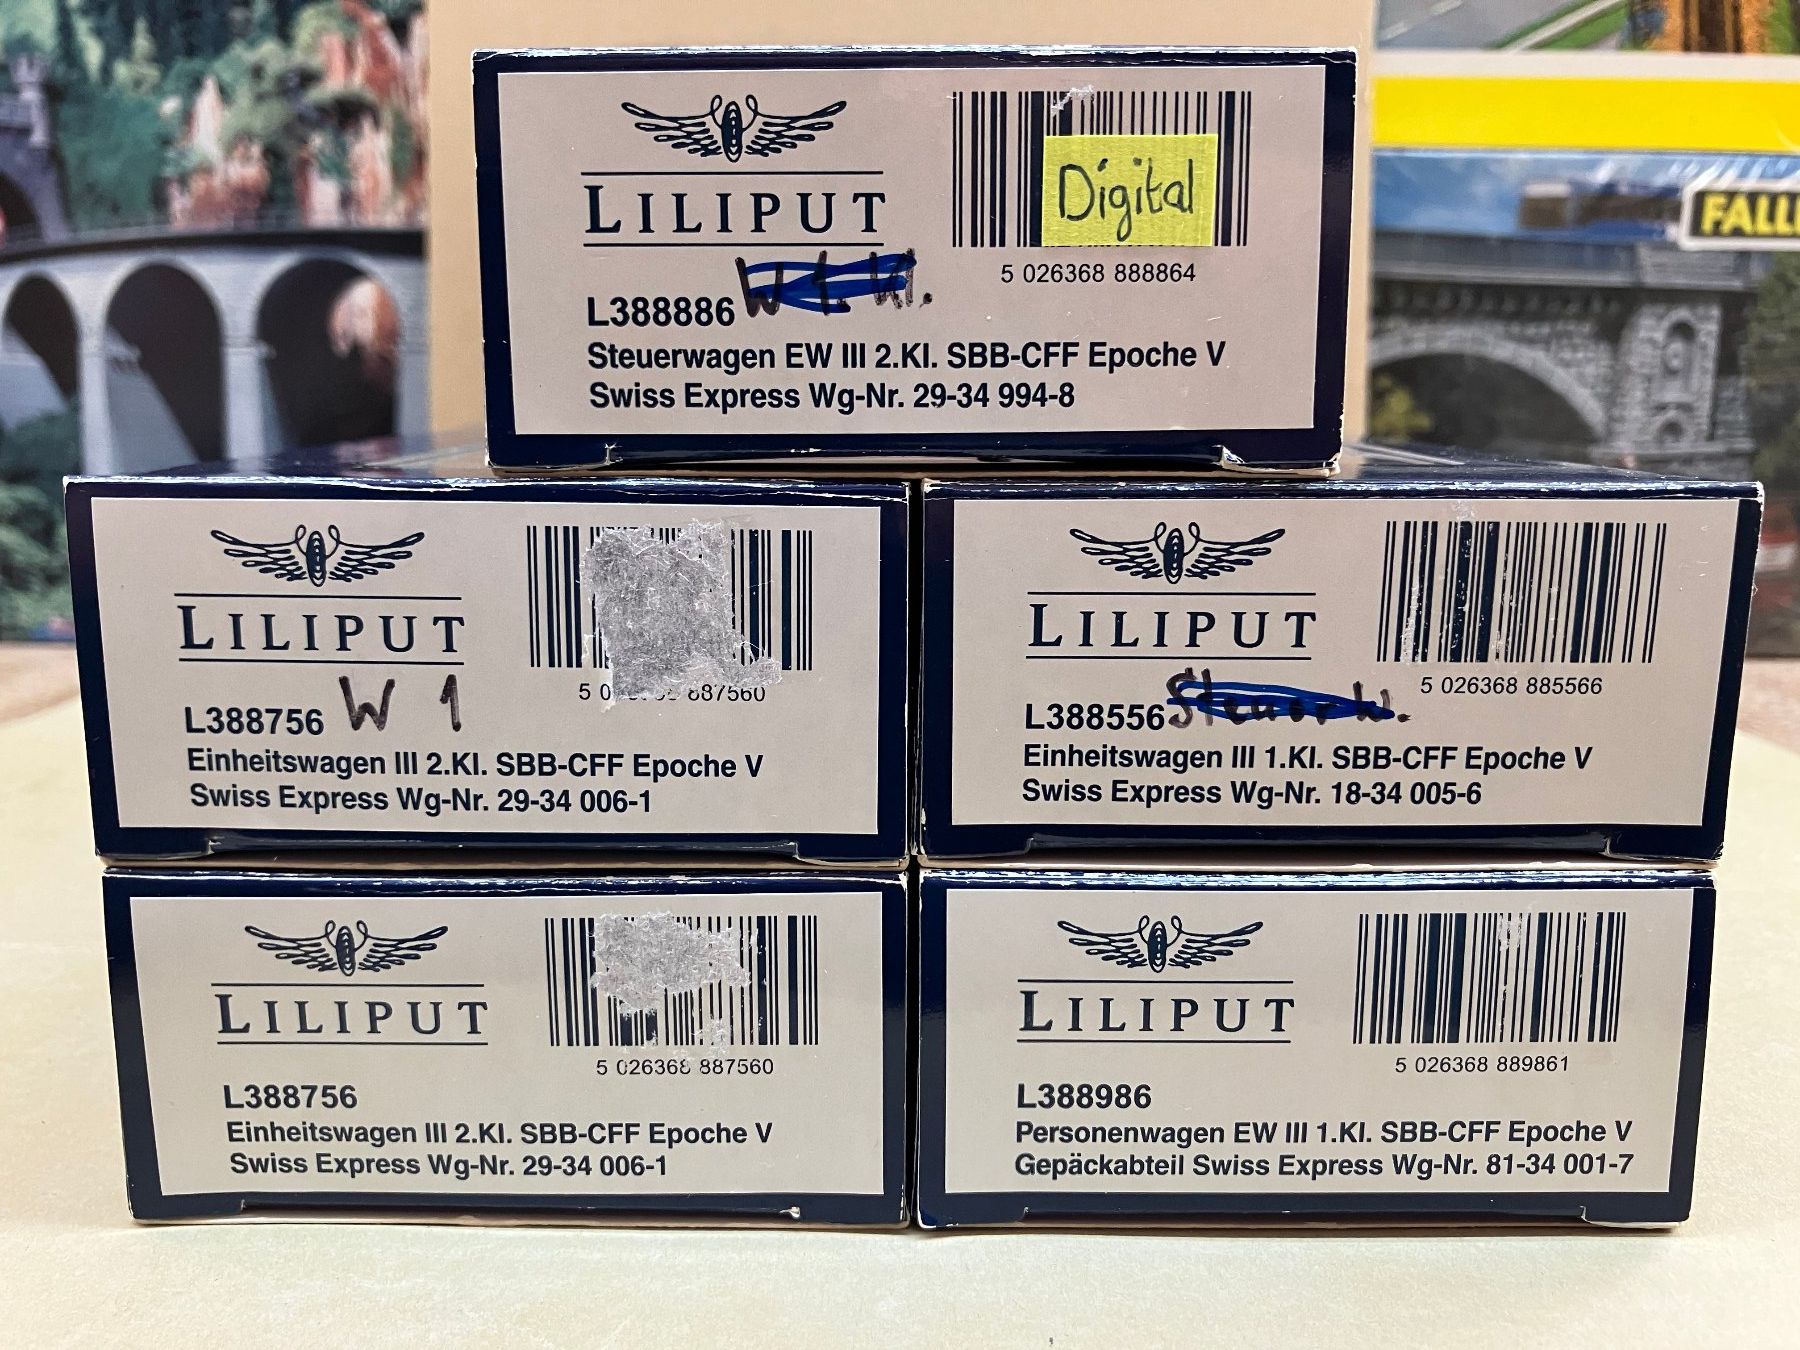 LILIPUT
Digital
5 026368 888864
L388886 W 1. Kl.
Steuerwagen EW III 2.Kl. SBB-CFF Epoche V
Swiss Express Wg-Nr. 29-34 994-8
FALL
LILIPUT
887560
L388756 W 1
Einheitswagen III 2.Kl. SBB-CFF Epoche V
Swiss Express Wg-Nr. 29-34 006-1
LILIPUT
5 026368 885566
L388556 Steuerw.
Einheitswagen III 1.Kl. SBB-CFF Epoche V
Swiss Express Wg-Nr. 18-34 005-6
LILIPUT
5 026368 887560
L388756
Einheitswagen III 2.Kl. SBB-CFF Epoche V
Swiss Express Wg-Nr. 29-34 006-1
LILIPUT
5 026368 889861
L388986
Personenwagen EW III 1.Kl. SBB-CFF Epoche V
Gepäckabteil Swiss Express Wg-Nr. 81-34 001-7